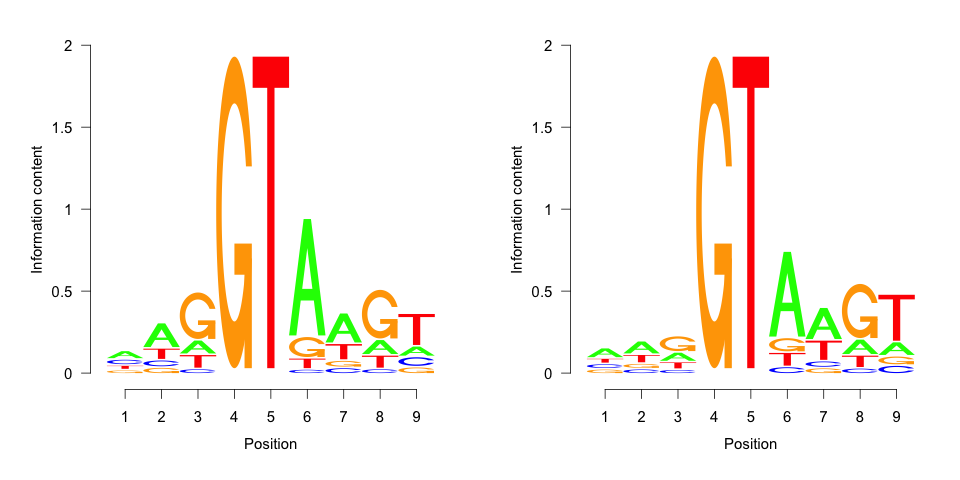 Information content
2
1.5
1
0.5
0
A C T G
A T C G
G A T C
G
T
A G T C
A T G C
G A T C
T A C G
1 2 3 4 5 6 7 8 9
Position
Information content
2
1.5
1
0.5
0
A T C G
A T G C
G A T C
G
T
A G T C
A T C G
G A T C
T A G C
1 2 3 4 5 6 7 8 9
Position